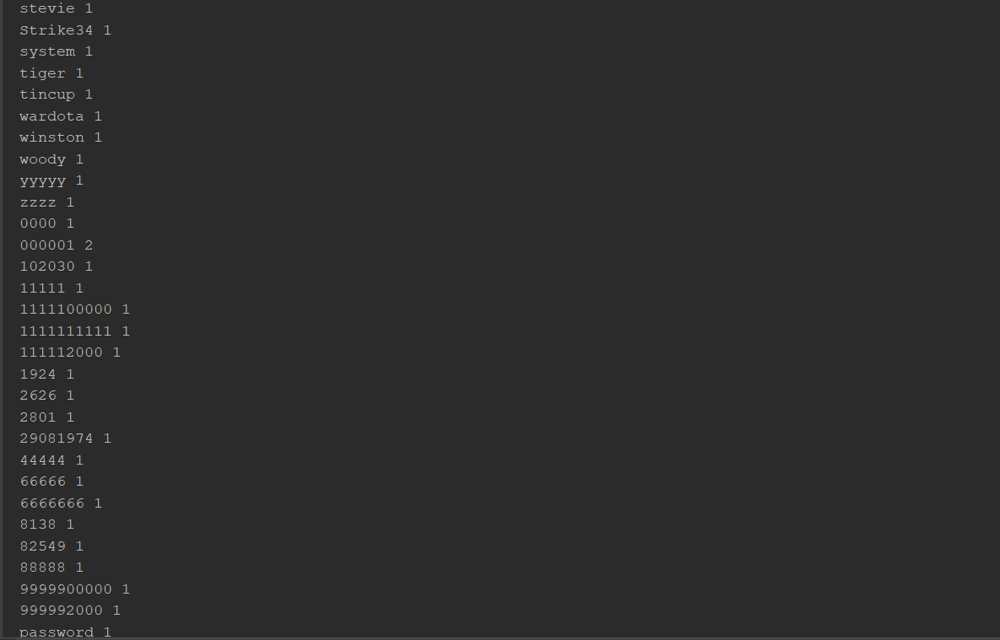 stevie 1
Strike34 1
system 1
tiger 1
tincup 1
wardota 1
winston 1
woody 1
yyyyy 1
zzzz 1
0000 1
000001 2
102030 1
11111 1
1111100000 1
1111111111 1
111112000 1
1924 1
2626 1
2801 1
29081974 1
44444 1
66666 1
6666666 1
8138 1
82549 1
88888 1
9999900000 1
999992000 1
password 1